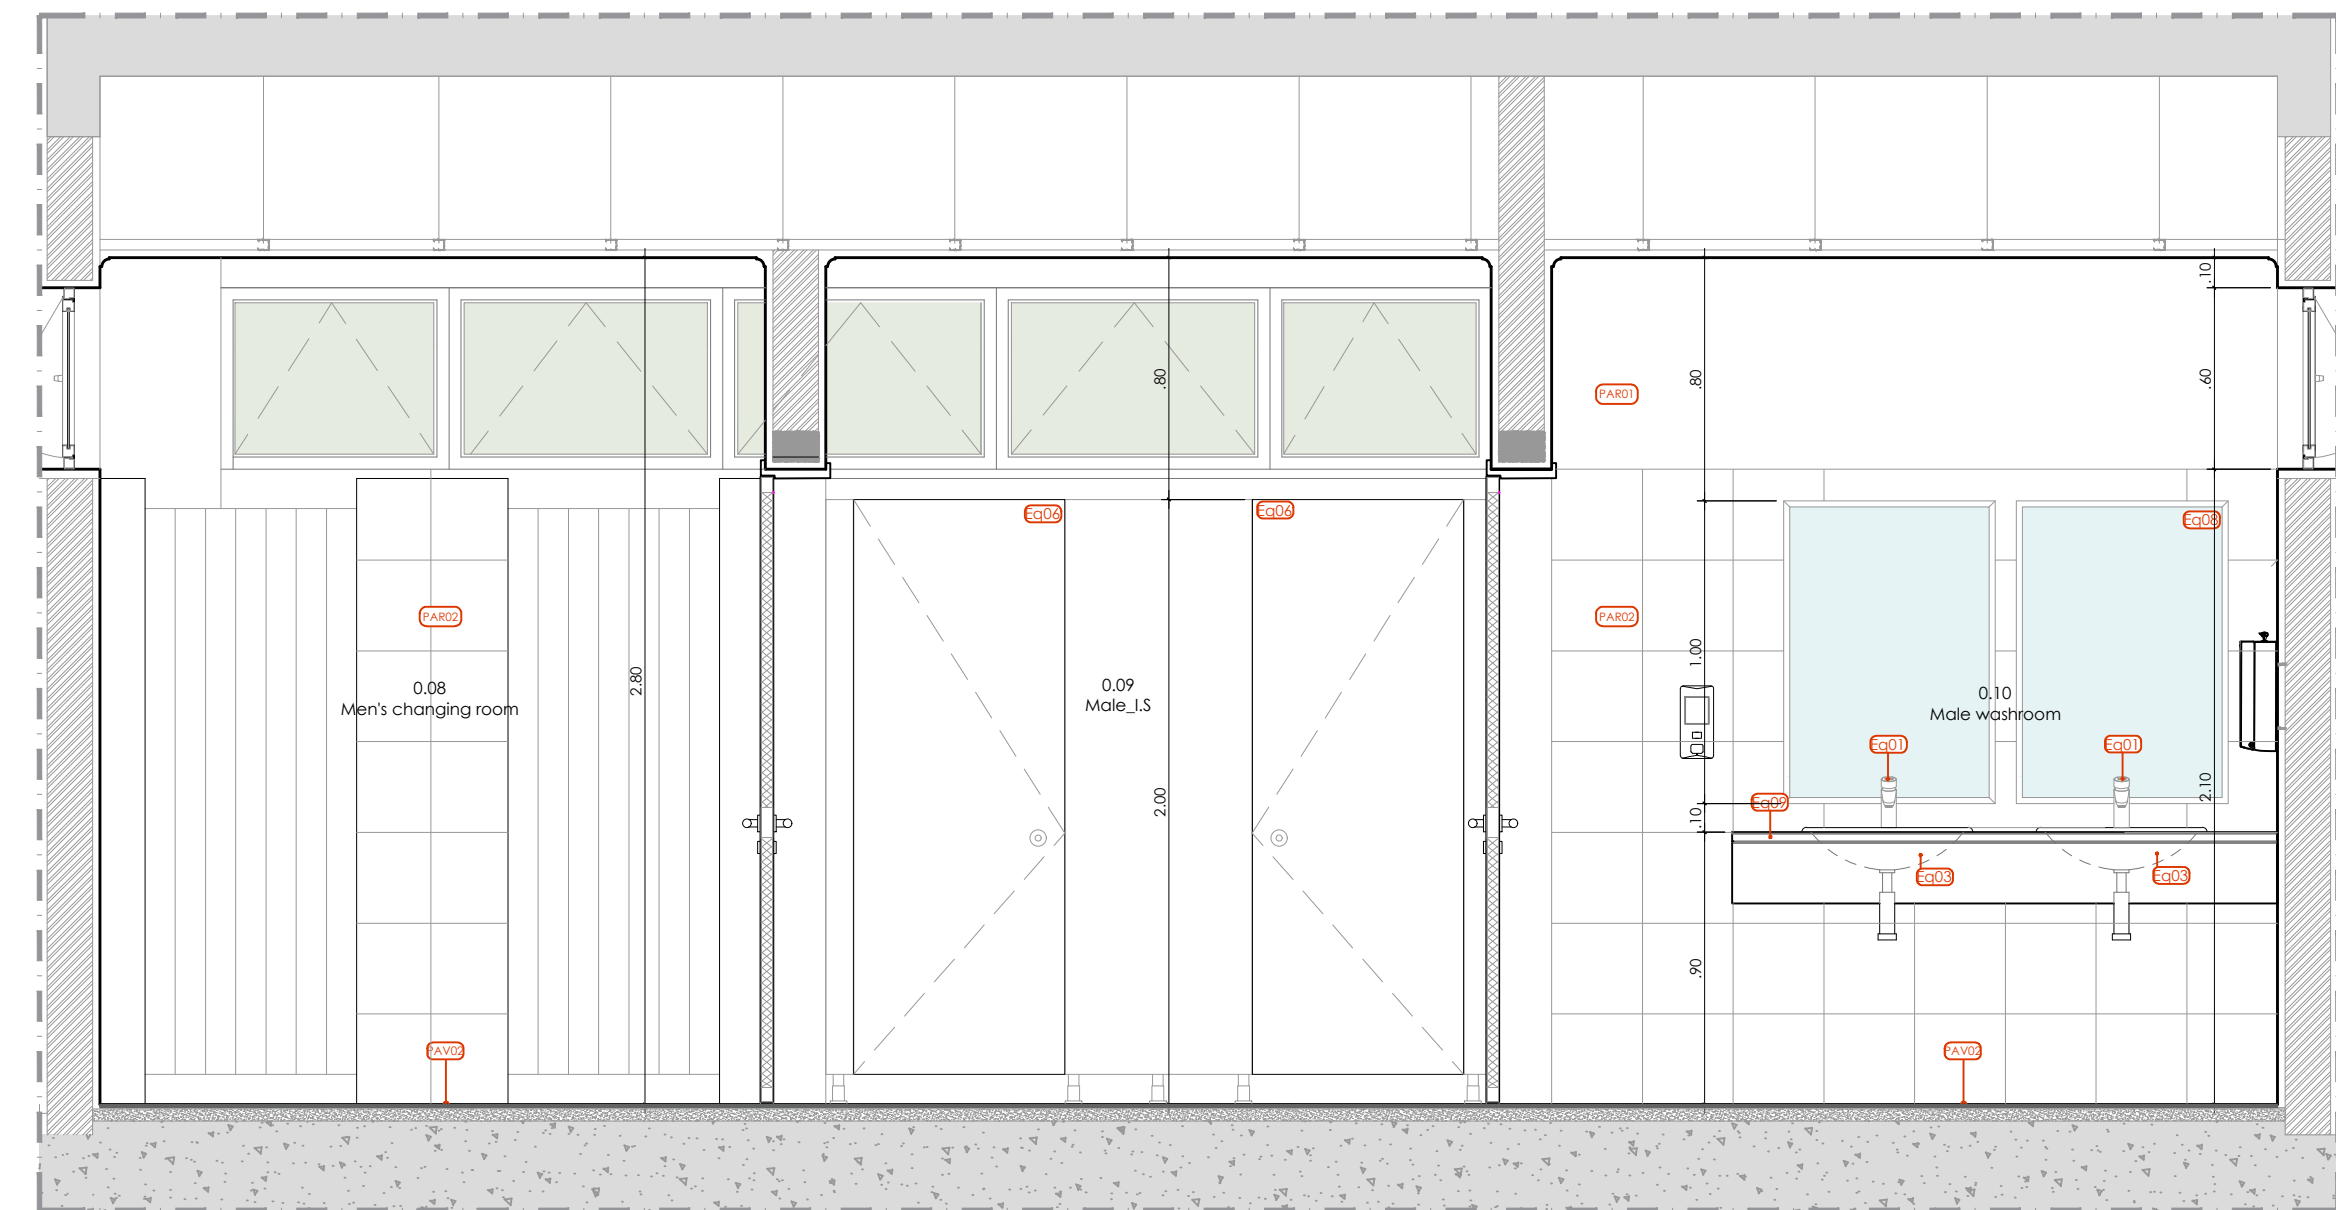 .10
.80
.80
.60
PAR01
Eq06
Eq06
Eq08
PAR02
PAR02
2.80
1.00
0.08
Men's changing room
0.09
Male_I.S
0.10
Male washroom
Eq01
Eq01
2.00
2.10
Eq09
.10
Eq03
Eq03
.90
PAV02
PAV02